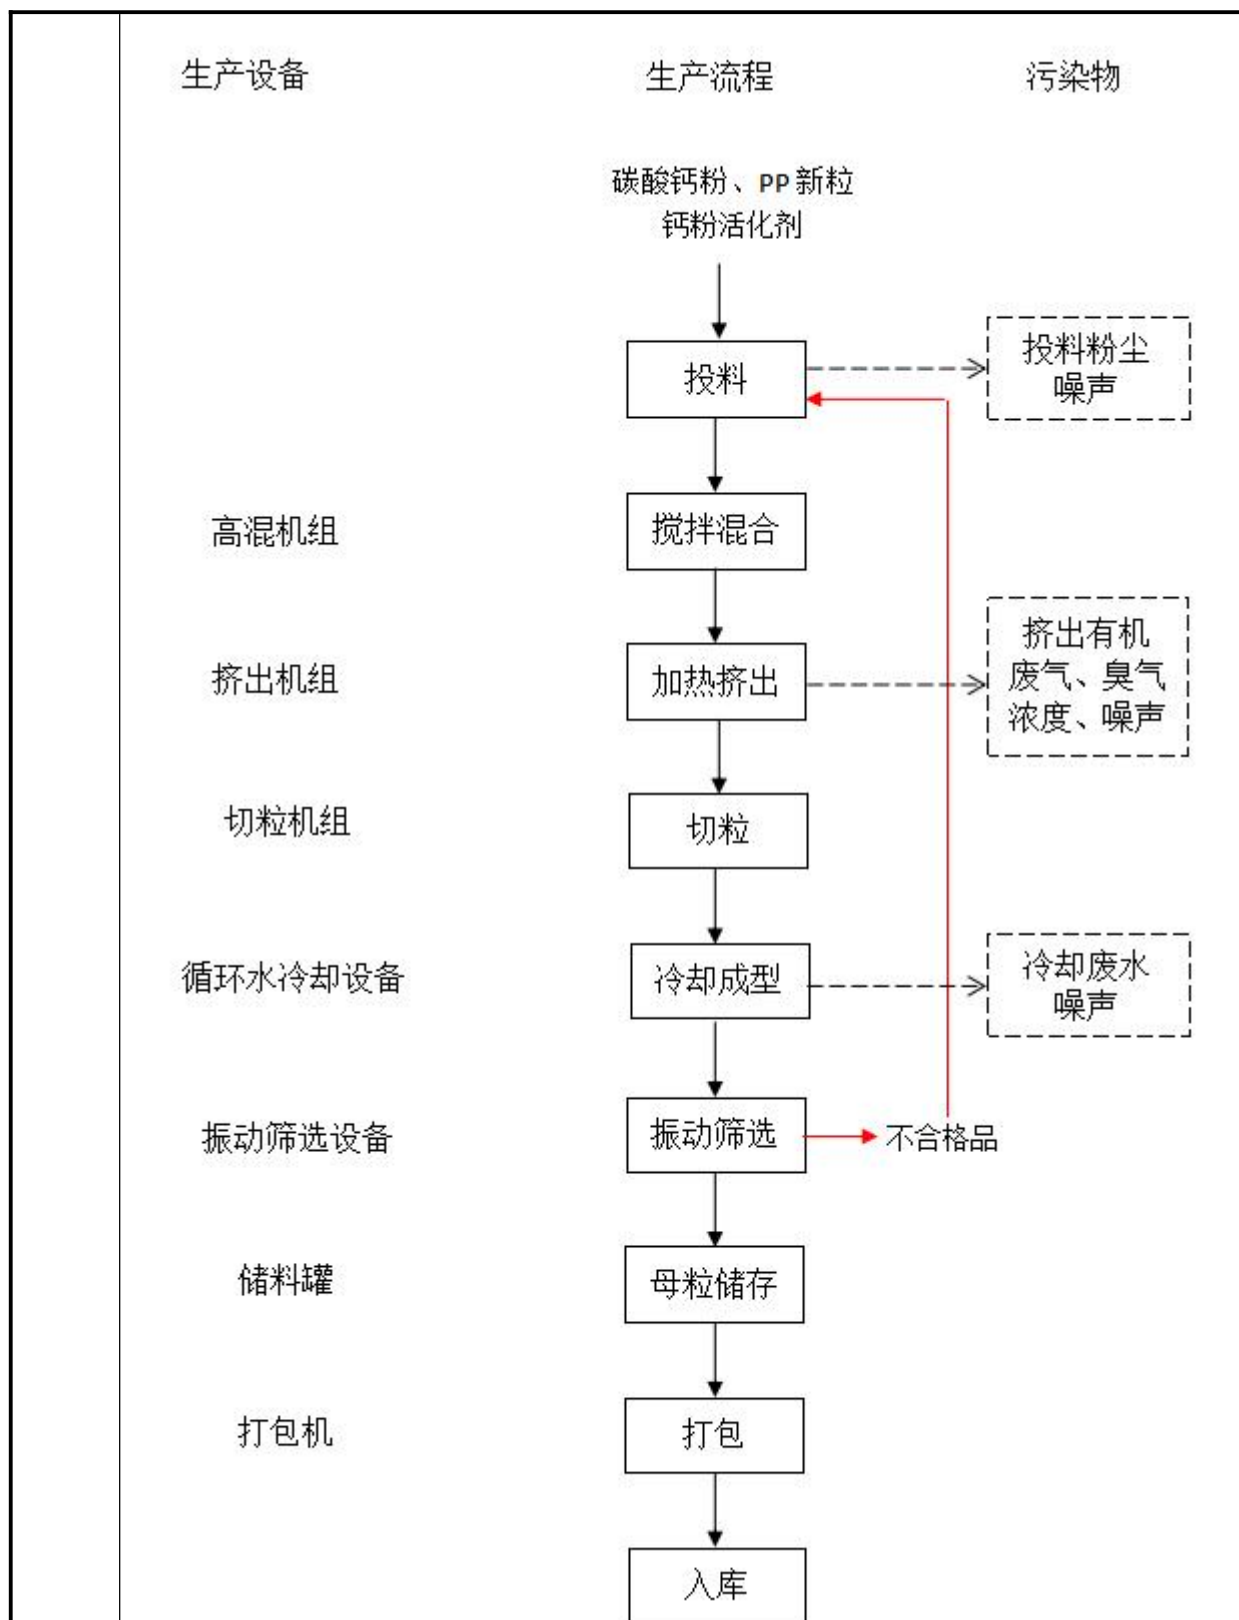 生产设备 生产流程 污染物
碳酸钙粉、PP新粒
钙粉活化剂
投料
投料粉尘
噪声
高混机组
搅拌混合
挤出机组
加热挤出
挤出有机
废气、臭气
浓度、噪声
切粒机组
切粒
循环水冷却设备
冷却成型
冷却废水
噪声
振动筛选设备
振动筛选
不合格品
储料罐
母粒储存
打包机
打包
入库